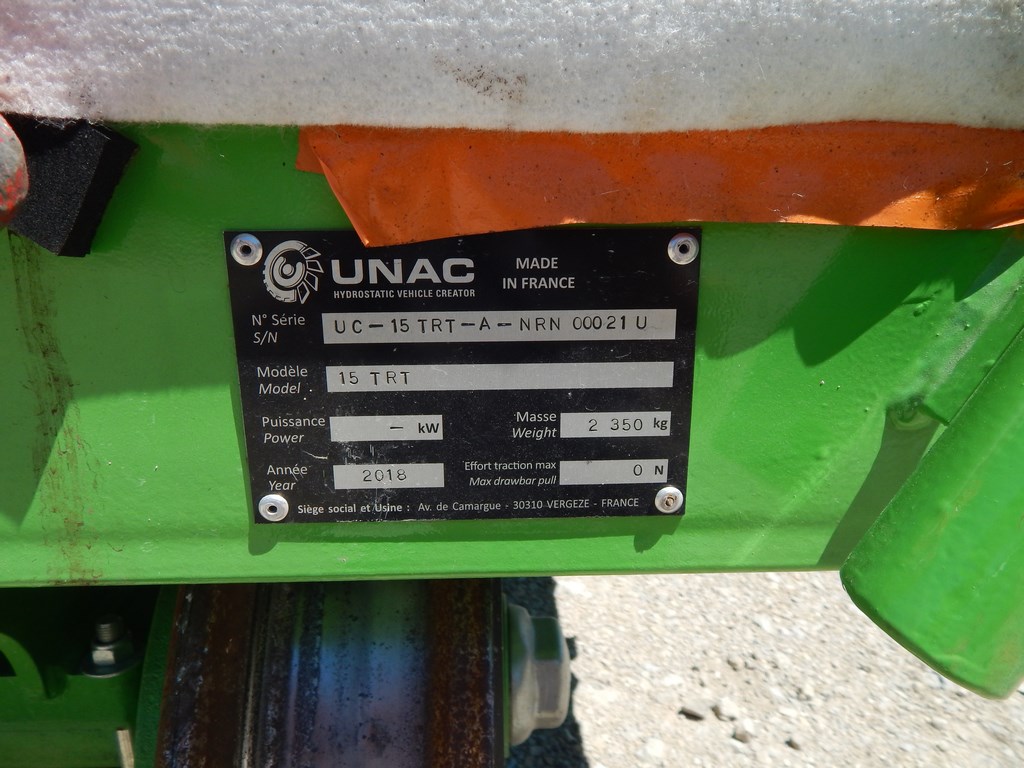 UNAC
HYDROSTATIC VEHICLE CREATOR
MADE
IN FRANCE
N° Série
S/N
UC-15 TRT-A-NRN 00021 U
Modèle
Model
15 TRT
Puissance
Power
- kW
Masse
Weight
2 350 kg
Année
Year
2018
Effort traction max
Max drawbar pull
0 N
Siège social et Usine : Av. de Camargue - 30310 VERGEZE - FRANCE